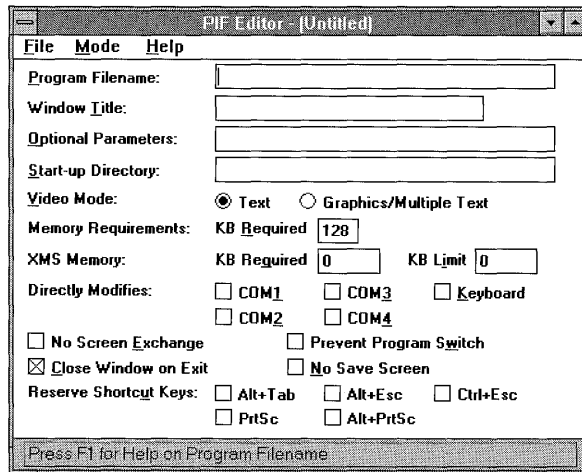 PIF Editor - [Untitled]
File Mode Help
Program Filename:
Window Title:
Optional Parameters:
Start-up Directory:
Video Mode: Text Graphics/Multiple Text
Memory Requirements: KB Required 128
XMS Memory: KB Required 0 KB Limit 0
Directly Modifies: COM1 COM3 Keyboard
COM2 COM4
No Screen Exchange Prevent Program Switch
Close Window on Exit No Save Screen
Reserve Shortcut Keys: Alt+Tab Alt+Esc Ctrl+Esc
PrtSc Alt+PrtSc
Press F1 for Help on Program Filename